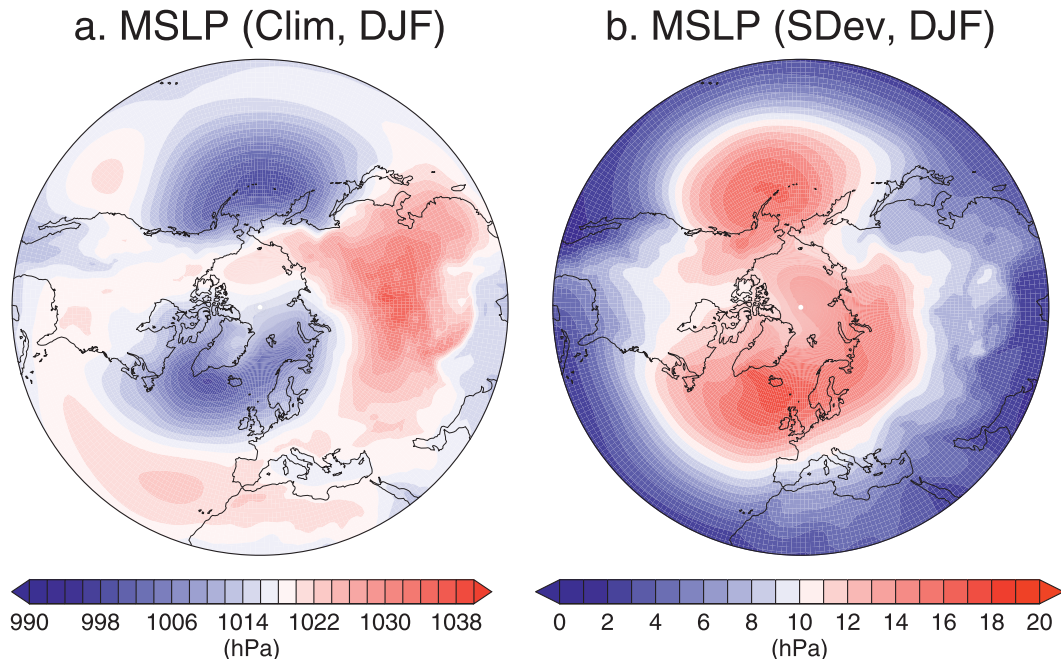 a. MSLP (Clim, DJF)
b. MSLP (SDev, DJF)
990 998 1006 1014 1022 1030 1038
(hPa)
0 2 4 6 8 10 12 14 16 18 20
(hPa)